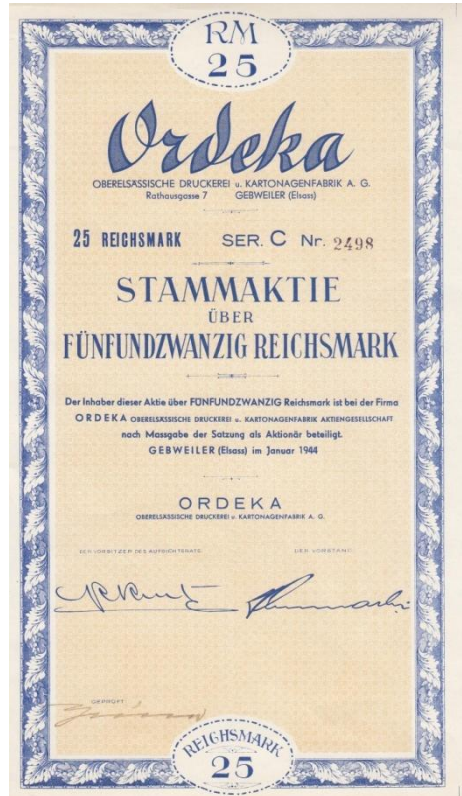 RM
25
Ordeka
OBERELSÄSSISCHE DRUCKEREI u. KARTONAGENFABRIK A. G.
Rathausgasse 7 GEBWEILER (Elsass)
25 REICHSMARK SER. C Nr. 2498
STAMMAKTIE
ÜBER
FÜNFUNDZWANZIG REICHSMARK
Der Inhaber dieser Aktie über FÜNFUNDZWANZIG Reichsmark ist bei der Firma
ORDEKA OBERELSÄSSISCHE DRUCKEREI u. KARTONAGENFABRIK AKTIENGESELLSCHAFT
nach Massgabe der Satzung als Aktionär beteiligt.
GEBWEILER (Elsass) im Januar 1944
ORDEKA
OBERELSÄSSISCHE DRUCKEREI u. KARTONAGENFABRIK A. G.
DER VORSITZER DES AUFSICHTSRATS DER VORSTAND
GEPRÜFT
REICHSMARK
25